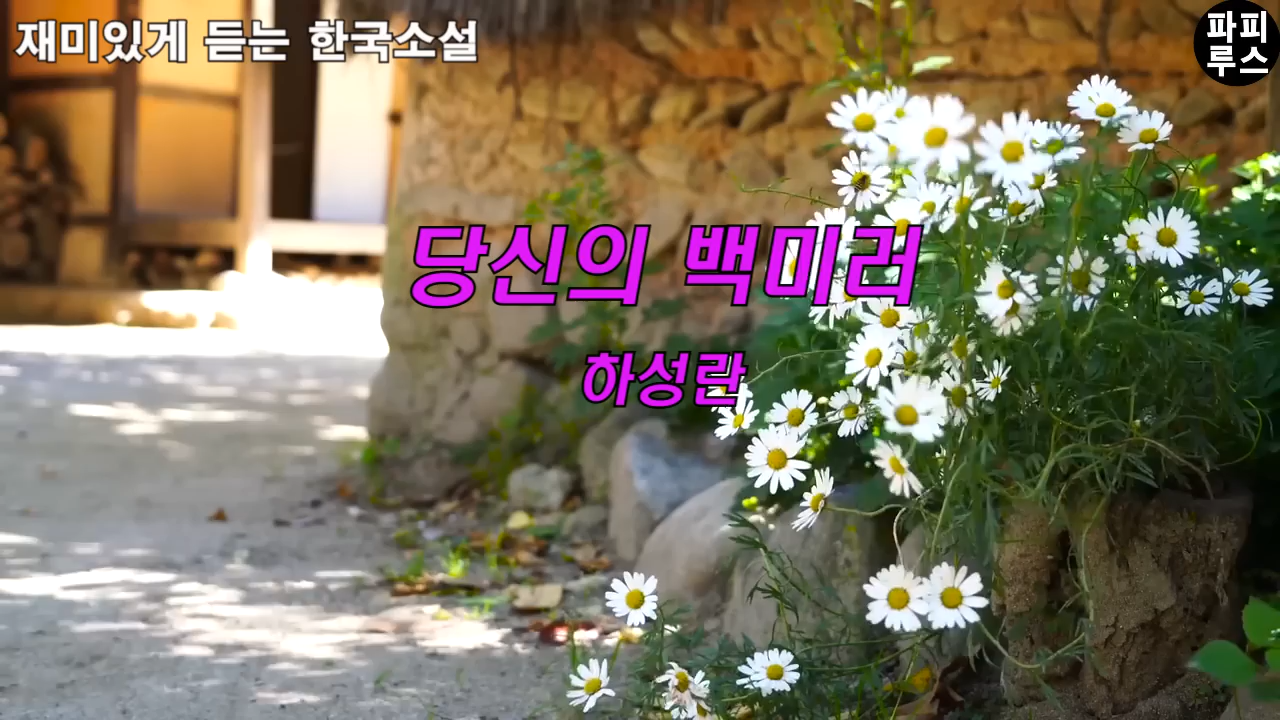 재미있게 듣는 한국소설
파피
루스
당신의 백미러
하성란